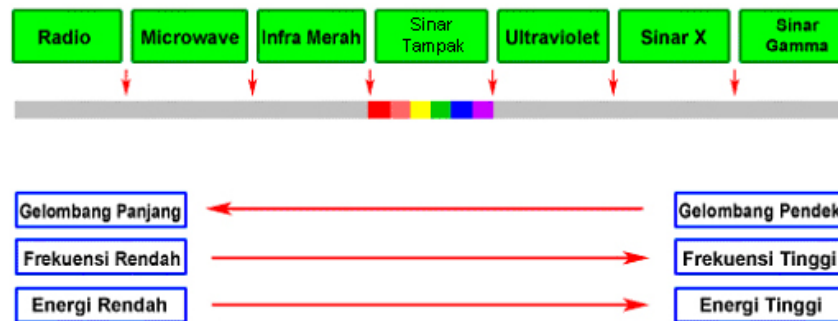 Radio
Microwave
Infra Merah
Sinar
Tampak
Ultraviolet
Sinar X
Sinar
Gamma
Gelombang Panjang
Gelombang Pendek
Frekuensi Rendah
Frekuensi Tinggi
Energi Rendah
Energi Tinggi